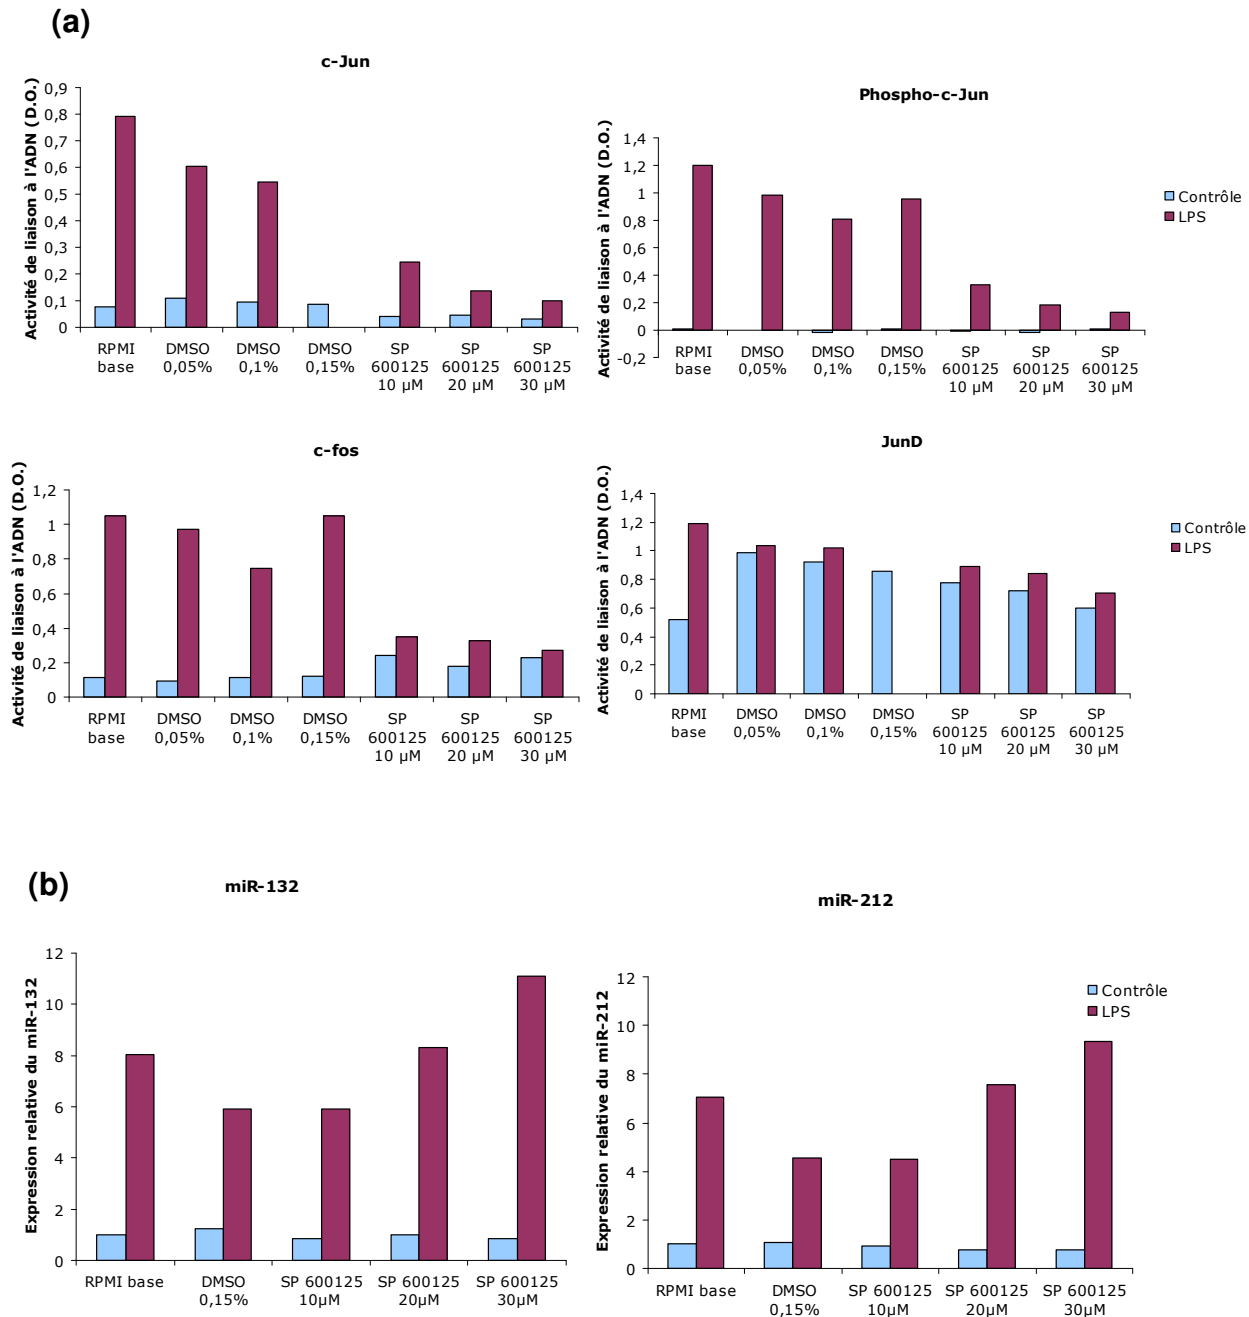 (a)
c-Jun
Activité de liaison à l'ADN (D.O.)
0,9
0,8
0,7
0,6
0,5
0,4
0,3
0,2
0,1
0
RPMI DMSO DMSO DMSO SP SP SP
base 0,05% 0,1% 0,15% 600125 600125 600125
10 µM 20 µM 30 µM
Phospho-c-Jun
Activité de liaison à l'ADN (D.O.)
1,4
1,2
1
0,8
0,6
0,4
0,2
0
-0,2
RPMI DMSO DMSO DMSO SP SP SP
base 0,05% 0,1% 0,15% 600125 600125 600125
10 µM 20 µM 30 µM
Contrôle
LPS
c-fos
Activité de liaison à l'ADN (D.O.)
1,2
1
0,8
0,6
0,4
0,2
0
RPMI DMSO DMSO DMSO SP SP SP
base 0,05% 0,1% 0,15% 600125 600125 600125
10 µM 20 µM 30 µM
JunD
Activité de liaison à l'ADN (D.O.)
1,4
1,2
1
0,8
0,6
0,4
0,2
0
RPMI DMSO DMSO DMSO SP SP SP
base 0,05% 0,1% 0,15% 600125 600125 600125
10 µM 20 µM 30 µM
Contrôle
LPS
(b)
miR-132
Expression relative du miR-132
12
10
8
6
4
2
0
RPMI base DMSO SP 600125 SP 600125 SP 600125
0,15% 10µM 20µM 30µM
miR-212
Expression relative du miR-212
12
10
8
6
4
2
0
RPMI base DMSO SP 600125 SP 600125 SP 600125
0,15% 10µM 20µM 30µM
Contrôle
LPS